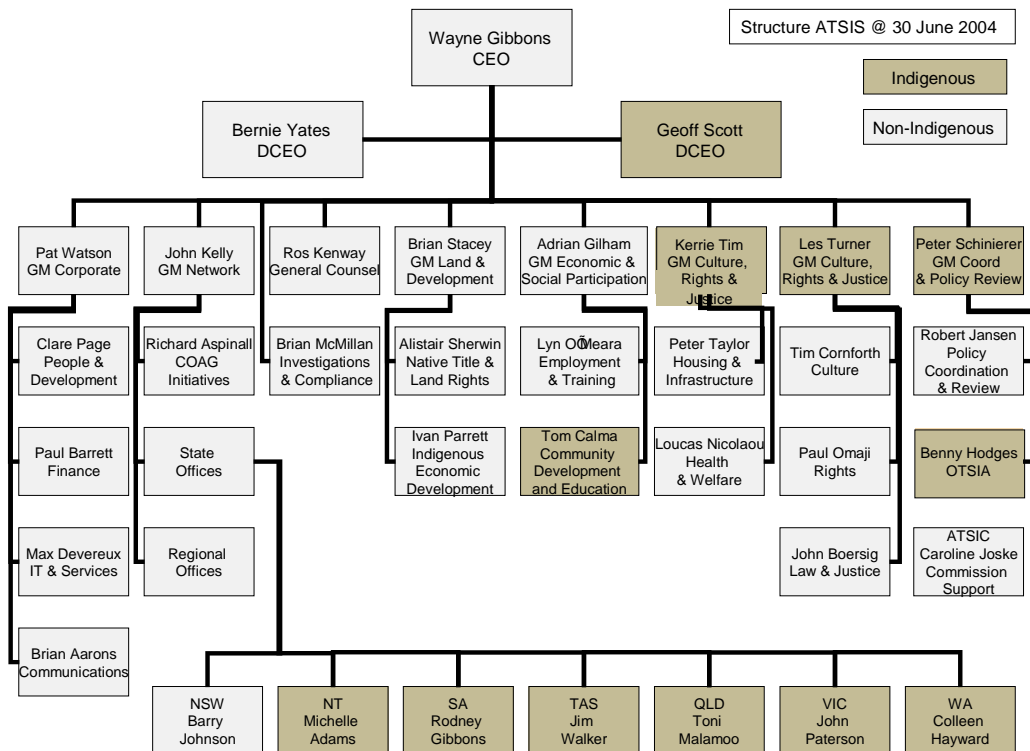 Structure ATSIS @ 30 June 2004
Indigenous
Non-Indigenous
Wayne Gibbons
CEO
Bernie Yates
DCEO
Geoff Scott
DCEO
Pat Watson
GM Corporate
John Kelly
GM Network
Ros Kenway
General Counsel
Brian Stacey
GM Land &
Development
Adrian Gilham
GM Economic &
Social Participation
Kerrie Tim
GM Culture,
Rights &
Justice
Les Turner
GM Culture,
Rights & Justice
Peter Schinierer
GM Coord
& Policy Review
Clare Page
People &
Development
Richard Aspinall
COAG
Initiatives
Brian McMillan
Investigations
& Compliance
Alistair Sherwin
Native Title &
Land Rights
Lyn OÕMeara
Employment
& Training
Peter Taylor
Housing &
Infrastructure
Tim Cornforth
Culture
Robert Jansen
Policy
Coordination
& Review
Paul Barrett
Finance
State
Offices
Ivan Parrett
Indigenous
Economic
Development
Tom Calma
Community
Development
and Education
Loucas Nicolaou
Health
& Welfare
Paul Omaji
Rights
Benny Hodges
OTSIA
Max Devereux
IT & Services
Regional
Offices
John Boersig
Law & Justice
ATSIC
Caroline Joske
Commission
Support
Brian Aarons
Communications
NSW
Barry
Johnson
NT
Michelle
Adams
SA
Rodney
Gibbons
TAS
Jim
Walker
QLD
Toni
Malamoo
VIC
John
Paterson
WA
Colleen
Hayward